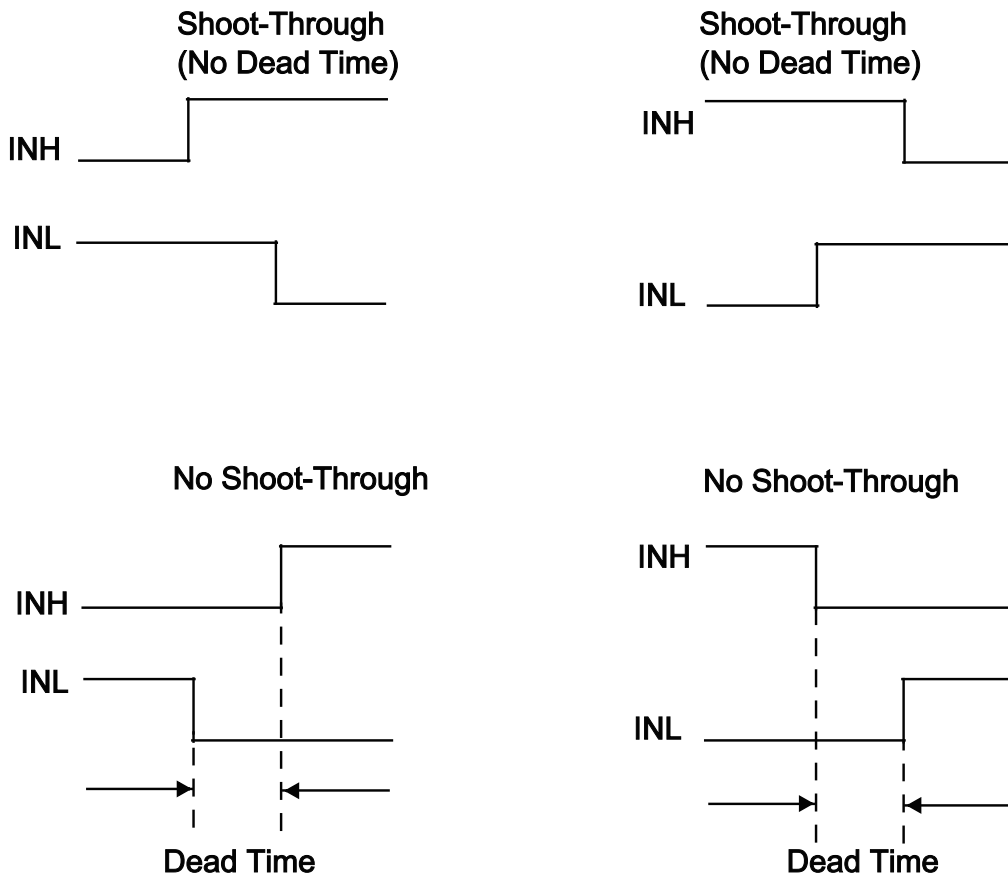 Shoot-Through
(No Dead Time)
INH
INL
Shoot-Through
(No Dead Time)
INH
INL
No Shoot-Through
INH
INL
Dead Time
No Shoot-Through
INH
INL
Dead Time